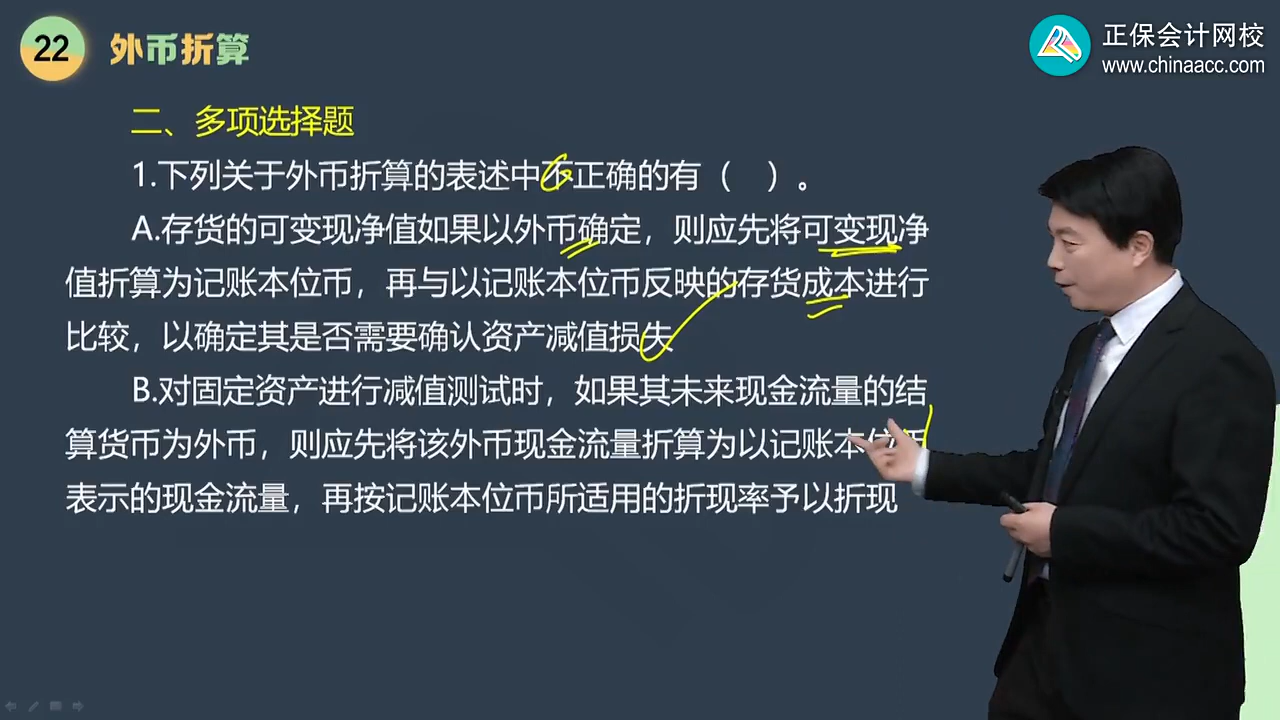 22 外币折算
正保会计网校
www.chinaacc.com
二、多项选择题
1.下列关于外币折算的表述中不正确的有（ ）。
A.存货的可变现净值如果以外币确定，则应先将可变现净
值折算为记账本位币，再与以记账本位币反映的存货成本进行
比较，以确定其是否需要确认资产减值损失
B.对固定资产进行减值测试时，如果其未来现金流量的结
算货币为外币，则应先将该外币现金流量折算为以记账本位币
表示的现金流量，再按记账本位币所适用的折现率予以折现